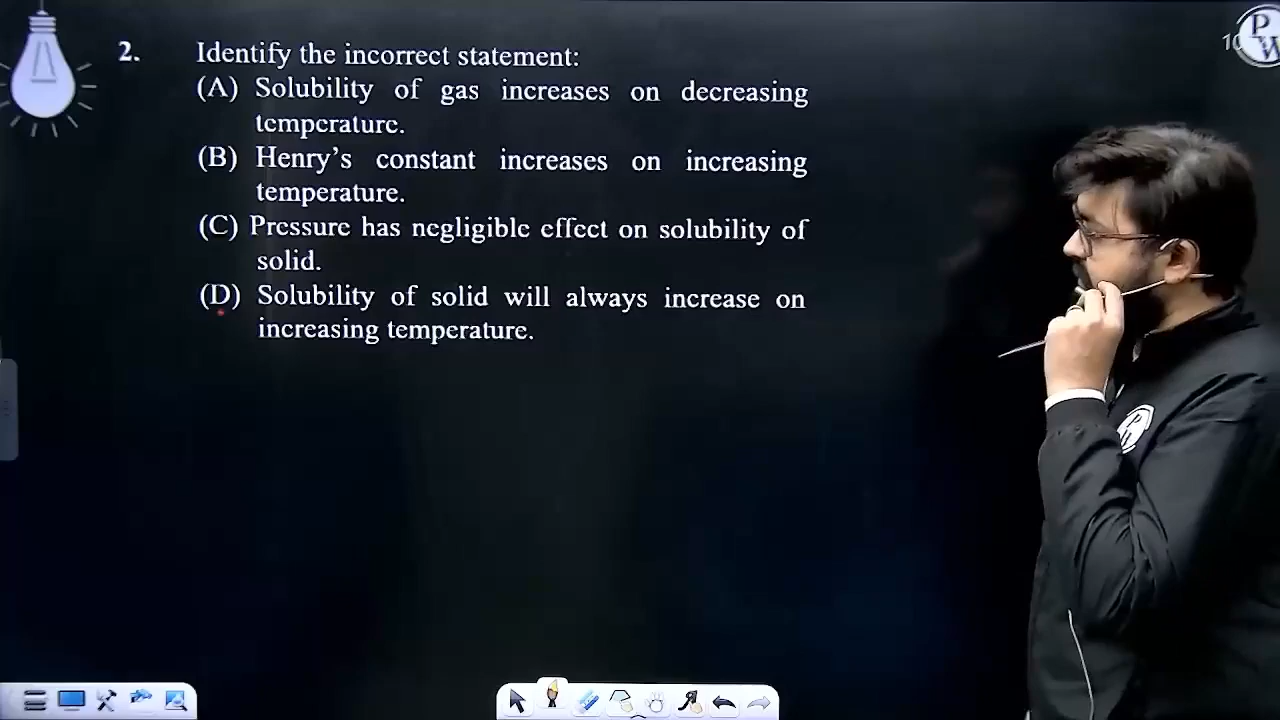 2. Identify the incorrect statement:
(A) Solubility of gas increases on decreasing
temperature.
(B) Henry's constant increases on increasing
temperature.
(C) Pressure has negligible effect on solubility of
solid.
(D) Solubility of solid will always increase on
increasing temperature.
10
P
W